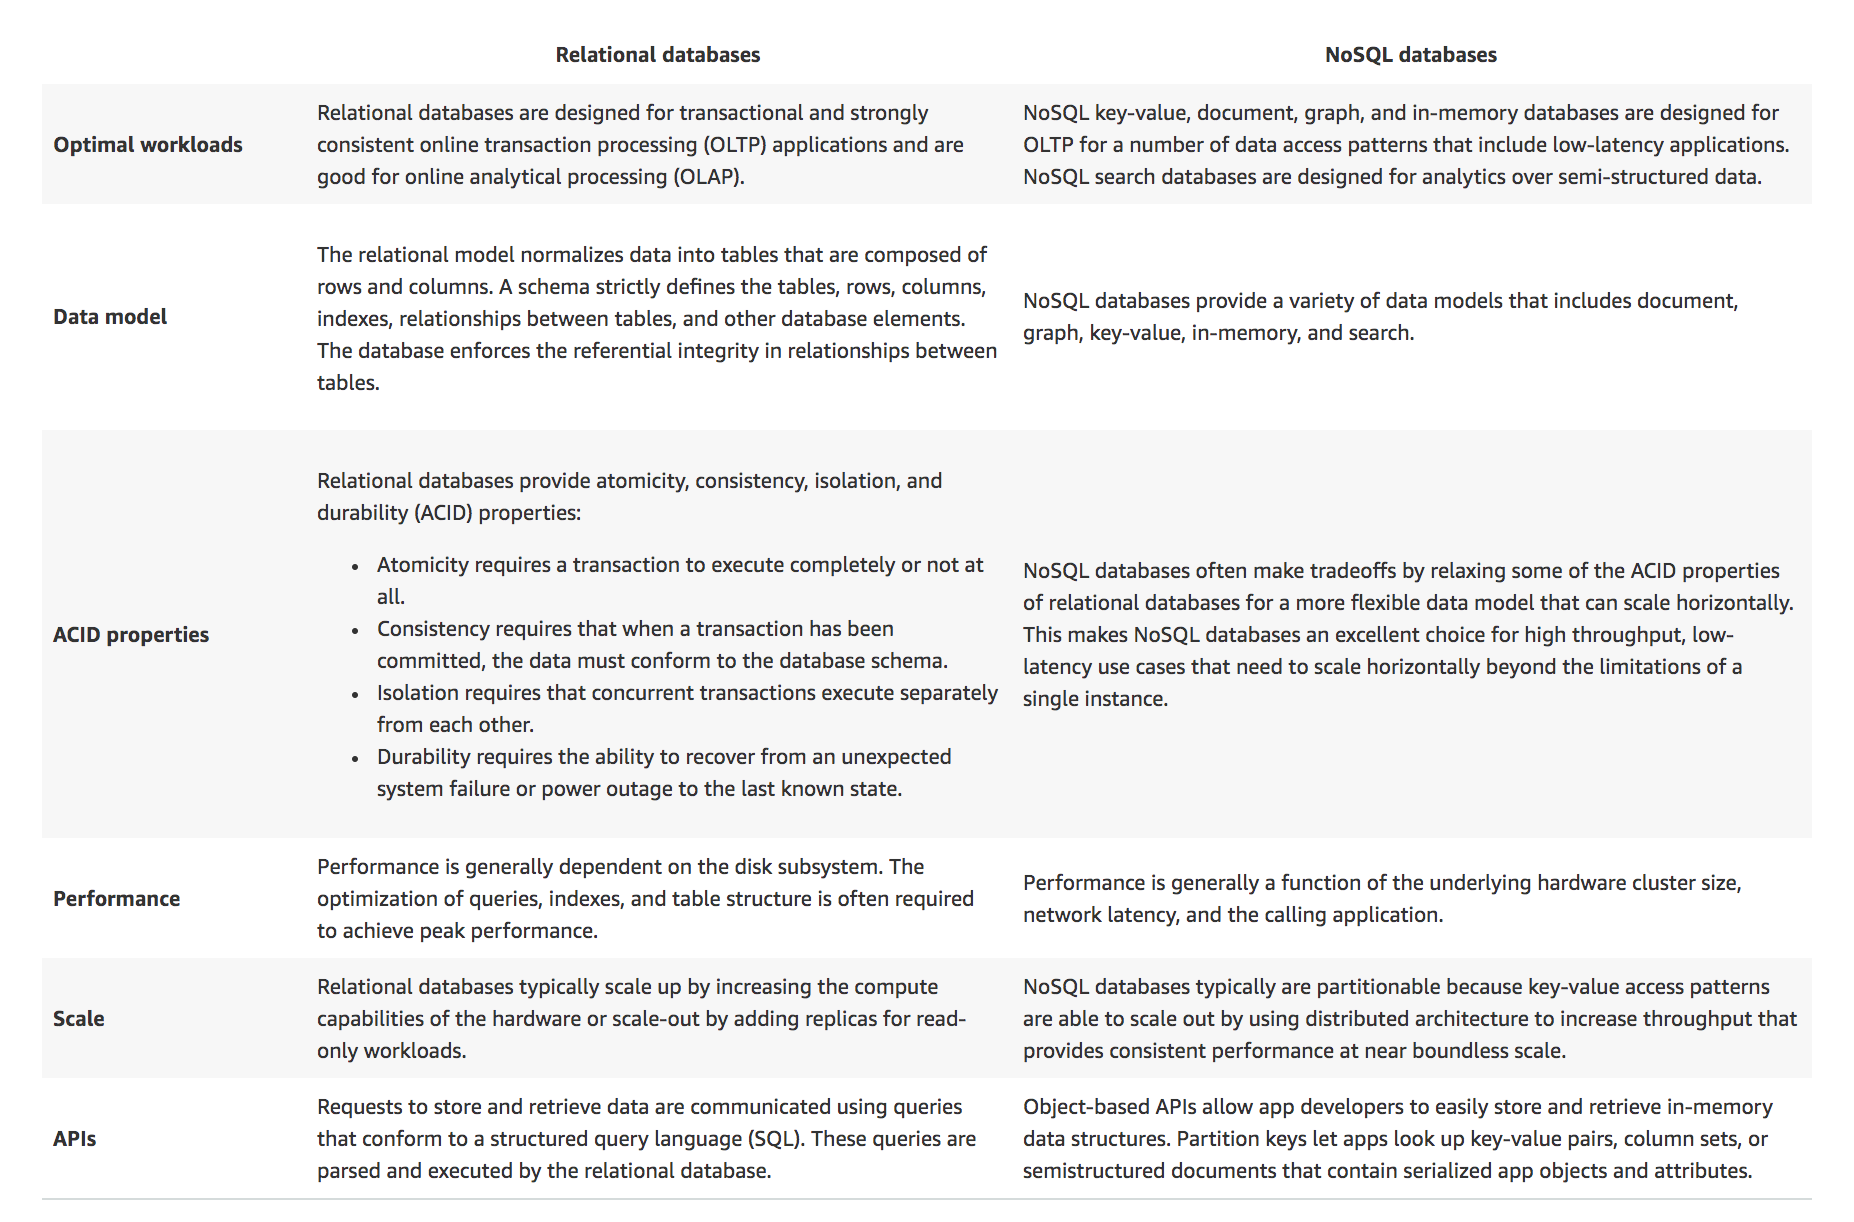 Relational databases
NoSQL databases
Optimal workloads
Relational databases are designed for transactional and strongly
consistent online transaction processing (OLTP) applications and are
good for online analytical processing (OLAP).
NoSQL key-value, document, graph, and in-memory databases are designed for
OLTP for a number of data access patterns that include low-latency applications.
NoSQL search databases are designed for analytics over semi-structured data.
Data model
The relational model normalizes data into tables that are composed of
rows and columns. A schema strictly defines the tables, rows, columns,
indexes, relationships between tables, and other database elements.
The database enforces the referential integrity in relationships between
tables.
NoSQL databases provide a variety of data models that includes document,
graph, key-value, in-memory, and search.
ACID properties
Relational databases provide atomicity, consistency, isolation, and
durability (ACID) properties:
• Atomicity requires a transaction to execute completely or not at
all.
• Consistency requires that when a transaction has been
committed, the data must conform to the database schema.
• Isolation requires that concurrent transactions execute separately
from each other.
• Durability requires the ability to recover from an unexpected
system failure or power outage to the last known state.
NoSQL databases often make tradeoffs by relaxing some of the ACID properties
of relational databases for a more flexible data model that can scale horizontally.
This makes NoSQL databases an excellent choice for high throughput, low-
latency use cases that need to scale horizontally beyond the limitations of a
single instance.
Performance
Performance is generally dependent on the disk subsystem. The
optimization of queries, indexes, and table structure is often required
to achieve peak performance.
Performance is generally a function of the underlying hardware cluster size,
network latency, and the calling application.
Scale
Relational databases typically scale up by increasing the compute
capabilities of the hardware or scale-out by adding replicas for read-
only workloads.
NoSQL databases typically are partitionable because key-value access patterns
are able to scale out by using distributed architecture to increase throughput that
provides consistent performance at near boundless scale.
APIs
Requests to store and retrieve data are communicated using queries
that conform to a structured query language (SQL). These queries are
parsed and executed by the relational database.
Object-based APIs allow app developers to easily store and retrieve in-memory
data structures. Partition keys let apps look up key-value pairs, column sets, or
semistructured documents that contain serialized app objects and attributes.